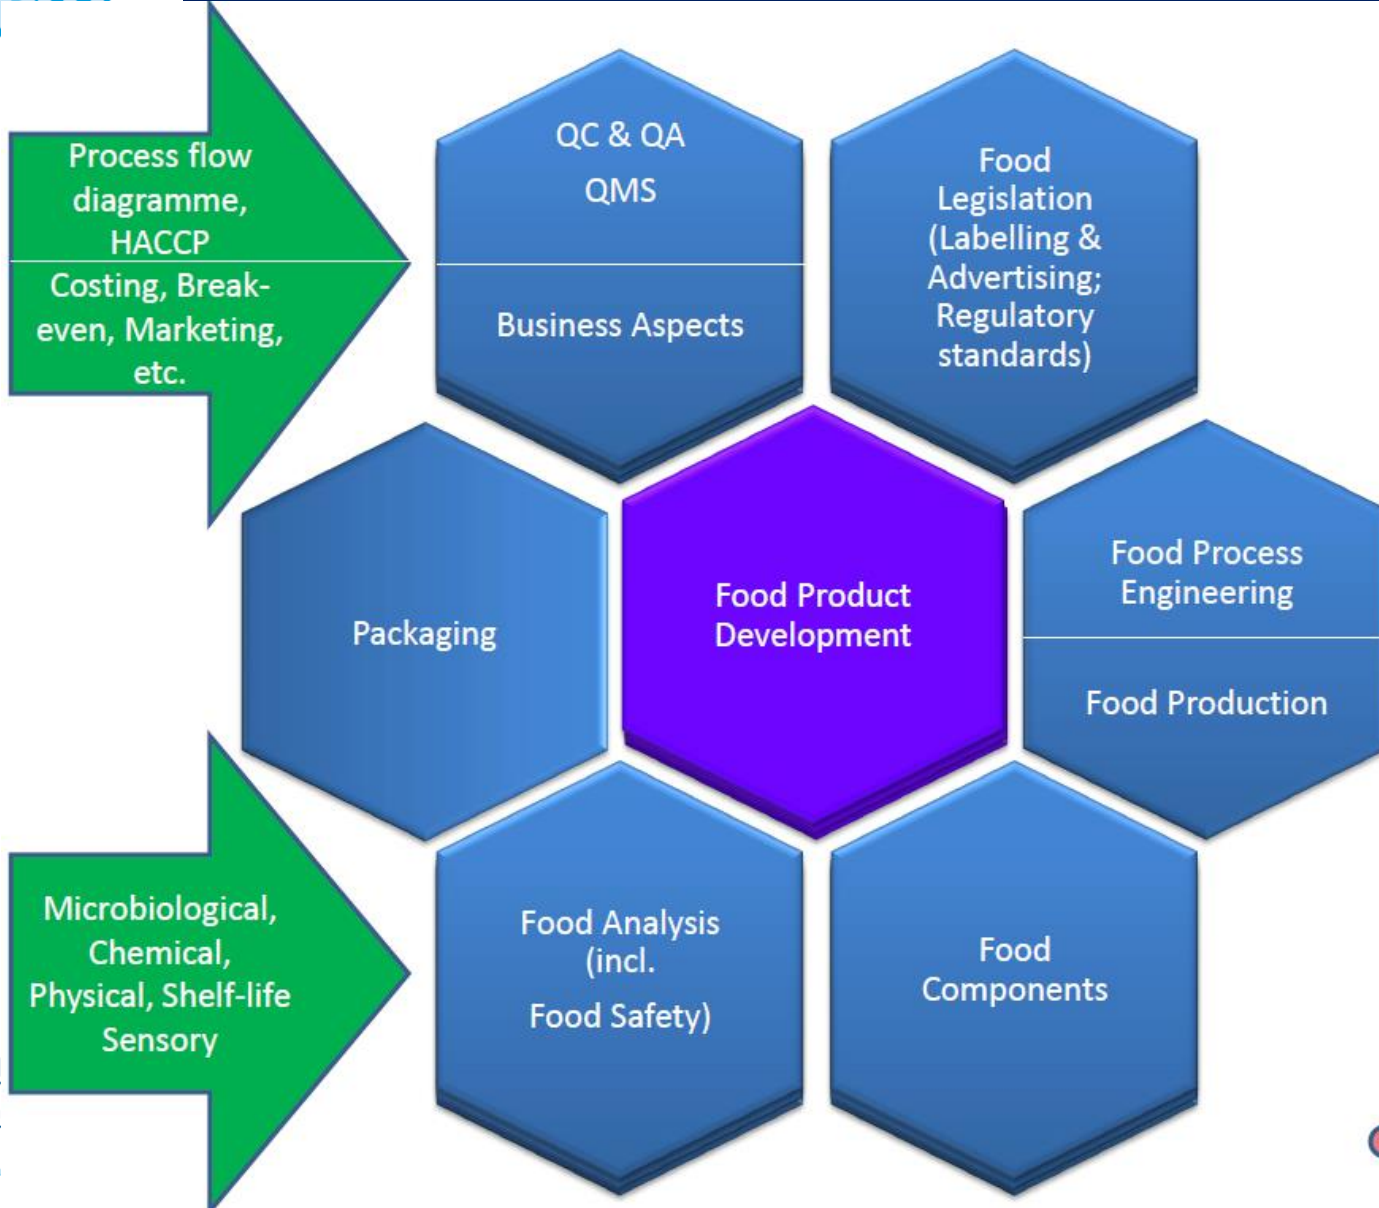 Process flow
diagramme,
HACCP
Costing, Break-
even, Marketing,
etc.
QC & QA
QMS
Business Aspects
Food
Legislation
(Labelling &
Advertising;
Regulatory
standards)
Packaging
Food Product
Development
Food Process
Engineering
Food Production
Microbiological,
Chemical,
Physical, Shelf-life
Sensory
Food Analysis
(incl.
Food Safety)
Food
Components